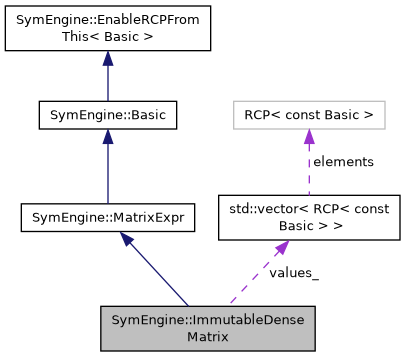 SymEngine::EnableRCPFrom
This< Basic >
SymEngine::Basic
RCP< const Basic >
elements
SymEngine::MatrixExpr
std::vector< RCP< const
Basic > >
values_
SymEngine::ImmutableDense
Matrix